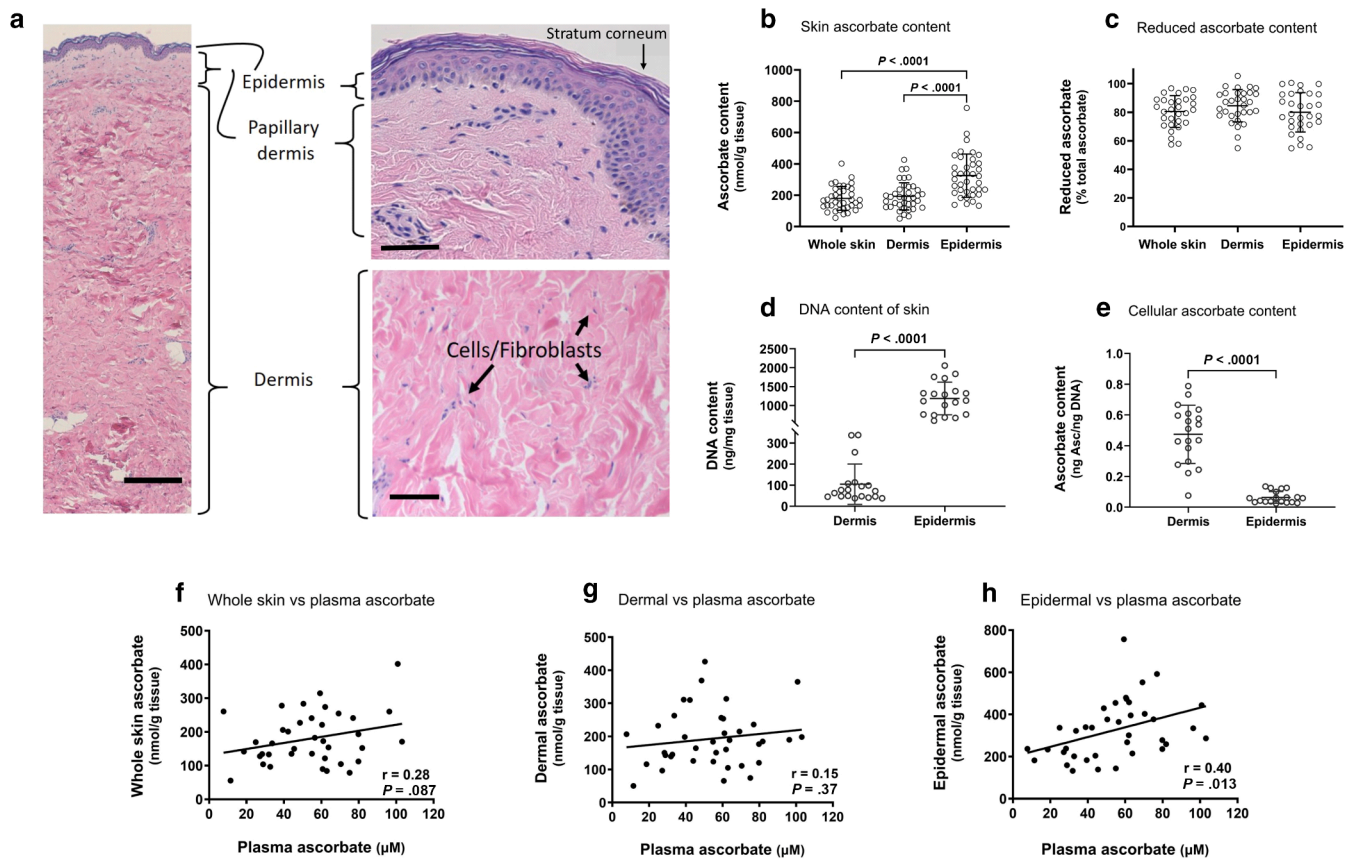 a
Stratum corneum
Epidermis
Papillary
dermis
Dermis
Cells/Fibroblasts
b
Skin ascorbate content
Ascorbate content
(nmol/g tissue)
P < .0001
P < .0001
1000
800
600
400
200
0
Whole skin
Dermis
Epidermis
c
Reduced ascorbate content
Reduced ascorbate
(% total ascorbate)
100
80
60
40
20
0
Whole skin
Dermis
Epidermis
d
DNA content of skin
DNA content
(ng/mg tissue)
P < .0001
2500
2000
1500
1000
300
200
100
0
Dermis
Epidermis
e
Cellular ascorbate content
Ascorbate content
(ng Asc/ng DNA)
P < .0001
1.0
0.8
0.6
0.4
0.2
0.0
Dermis
Epidermis
f
Whole skin vs plasma ascorbate
Whole skin ascorbate
(nmol/g tissue)
500
400
300
200
100
0
r = 0.28
P = .087
0 20 40 60 80 100 120
Plasma ascorbate (μM)
g
Dermal vs plasma ascorbate
Dermal ascorbate
(nmol/g tissue)
500
400
300
200
100
0
r = 0.15
P = .37
0 20 40 60 80 100 120
Plasma ascorbate (μM)
h
Epidermal vs plasma ascorbate
Epidermal ascorbate
(nmol/g tissue)
800
600
400
200
0
r = 0.40
P = .013
0 20 40 60 80 100 120
Plasma ascorbate (μM)